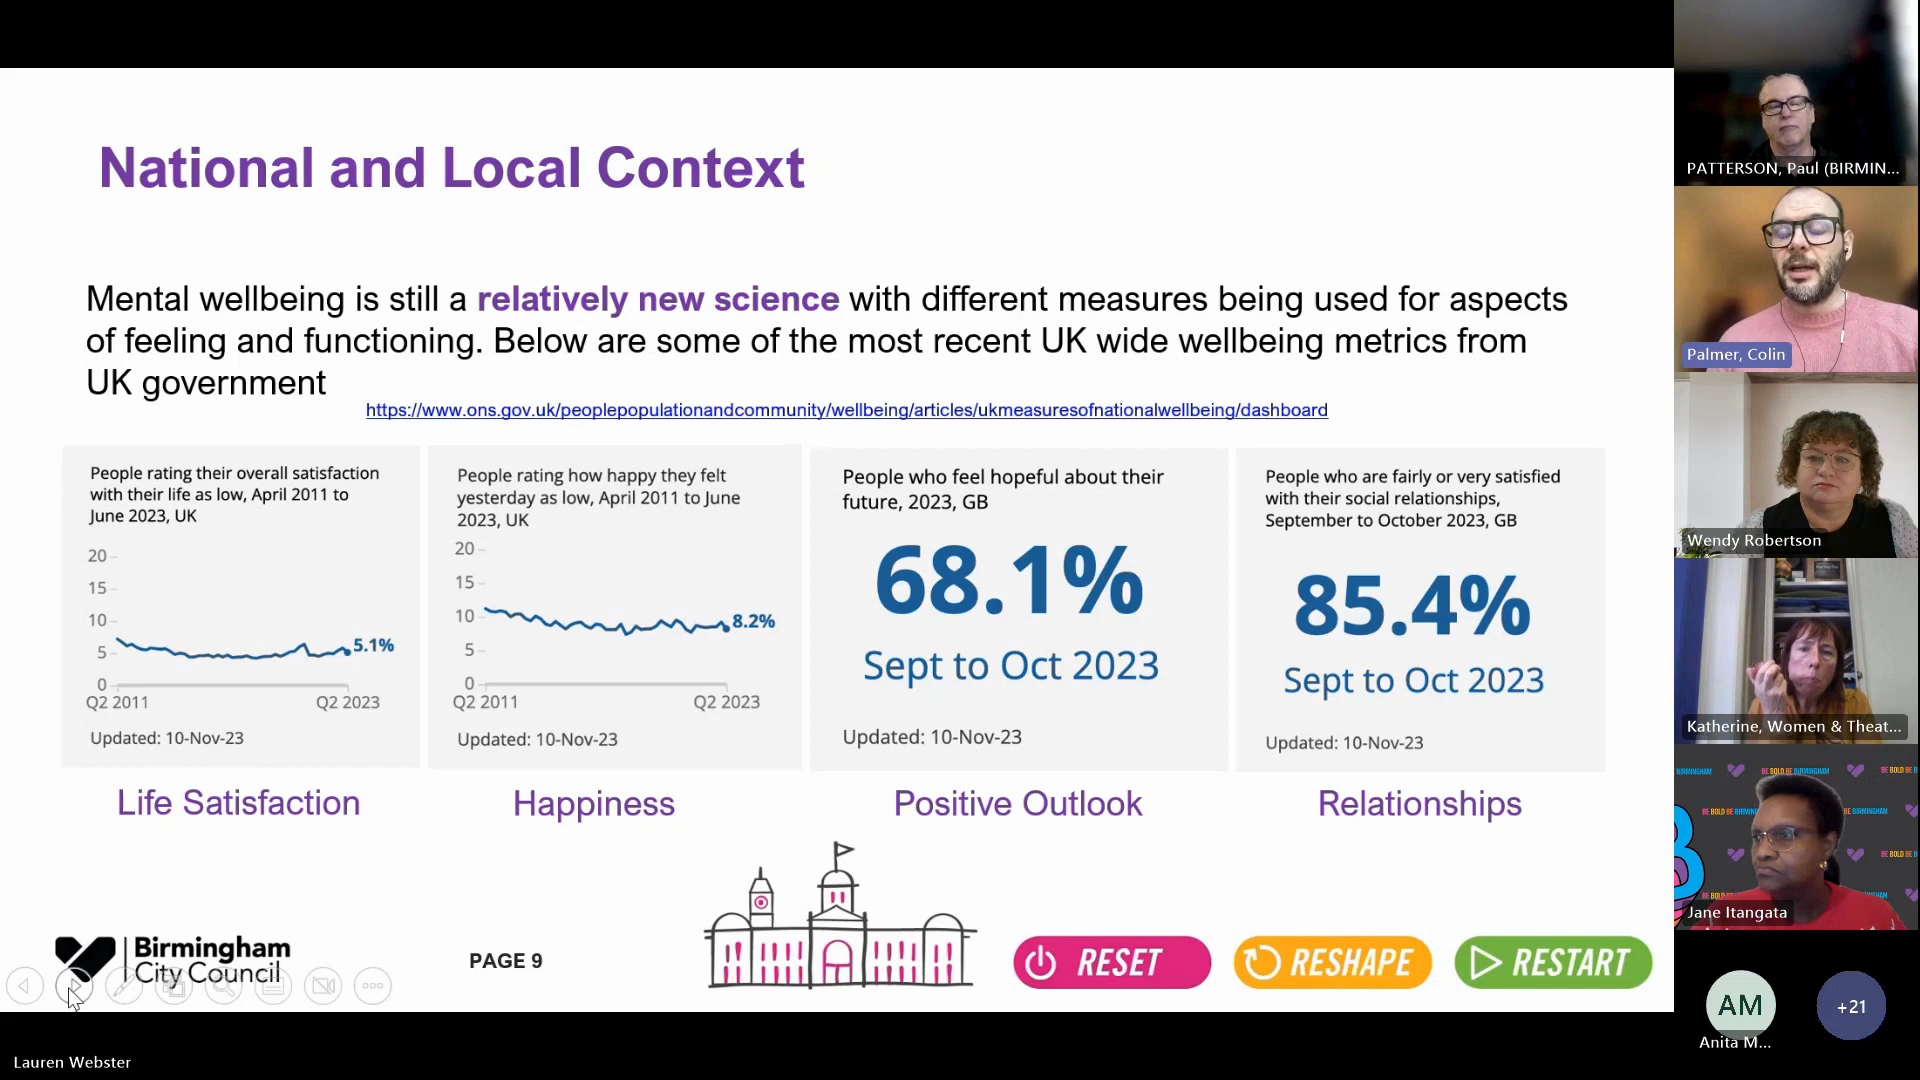 National and Local Context
Mental wellbeing is still a relatively new science with different measures being used for aspects
of feeling and functioning. Below are some of the most recent UK wide wellbeing metrics from
UK government
https://www.ons.gov.uk/peoplepopulationandcommunity/wellbeing/articles/ukmeasuresofnationalwellbeing/dashboard
People rating their overall satisfaction
with their life as low, April 2011 to
June 2023, UK
20
15
10
5
0
5.1%
Q2 2011
Q2 2023
Updated: 10-Nov-23
Life Satisfaction
People rating how happy they felt
yesterday as low, April 2011 to June
2023, UK
20
15
10
5
0
8.2%
Q2 2011
Q2 2023
Updated: 10-Nov-23
Happiness
People who feel hopeful about their
future, 2023, GB
68.1%
Sept to Oct 2023
Updated: 10-Nov-23
Positive Outlook
People who are fairly or very satisfied
with their social relationships,
September to October 2023, GB
85.4%
Sept to Oct 2023
Updated: 10-Nov-23
Relationships
Birmingham
City Council
PAGE 9
RESET
RESHAPE
RESTART
Lauren Webster
PATTERSON, Paul (BIRMIN...
Palmer, Colin
Wendy Robertson
Katherine, Women & Theat...
BE BOLD BE BIRMINGHAM
Jane Itangata
AM
Anita M...
+21